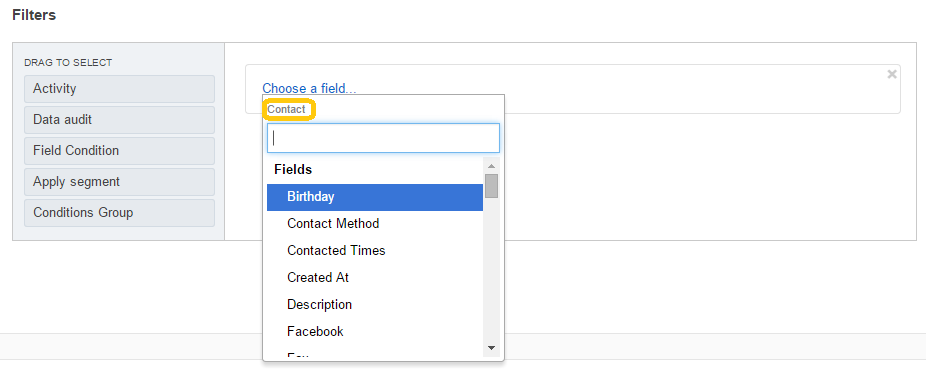 Filters
DRAG TO SELECT
Activity
Data audit
Field Condition
Apply segment
Conditions Group
Choose a field...
Contact
Fields
Birthday
Contact Method
Contacted Times
Created At
Description
Facebook